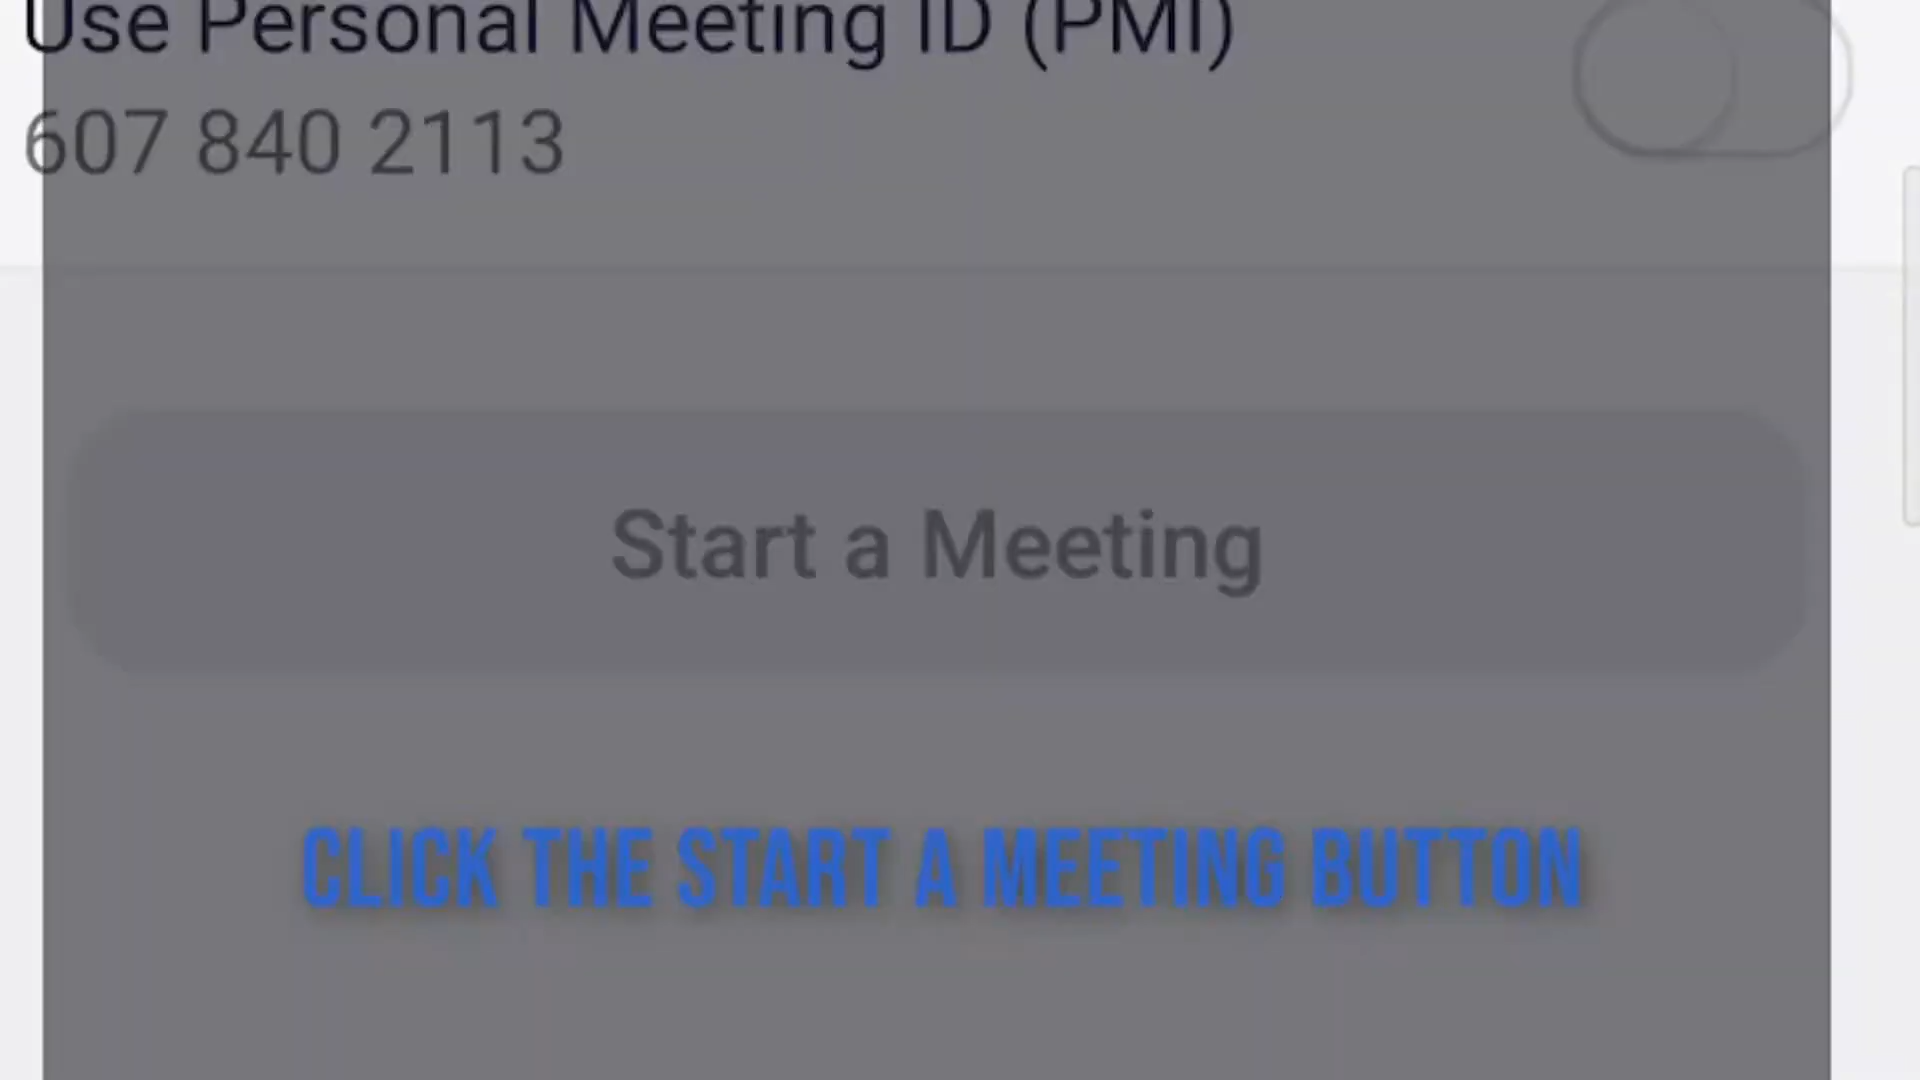 Use Personal Meeting ID (PMI)
607 840 2113
Start a Meeting
CLICK THE START A MEETING BUTTON